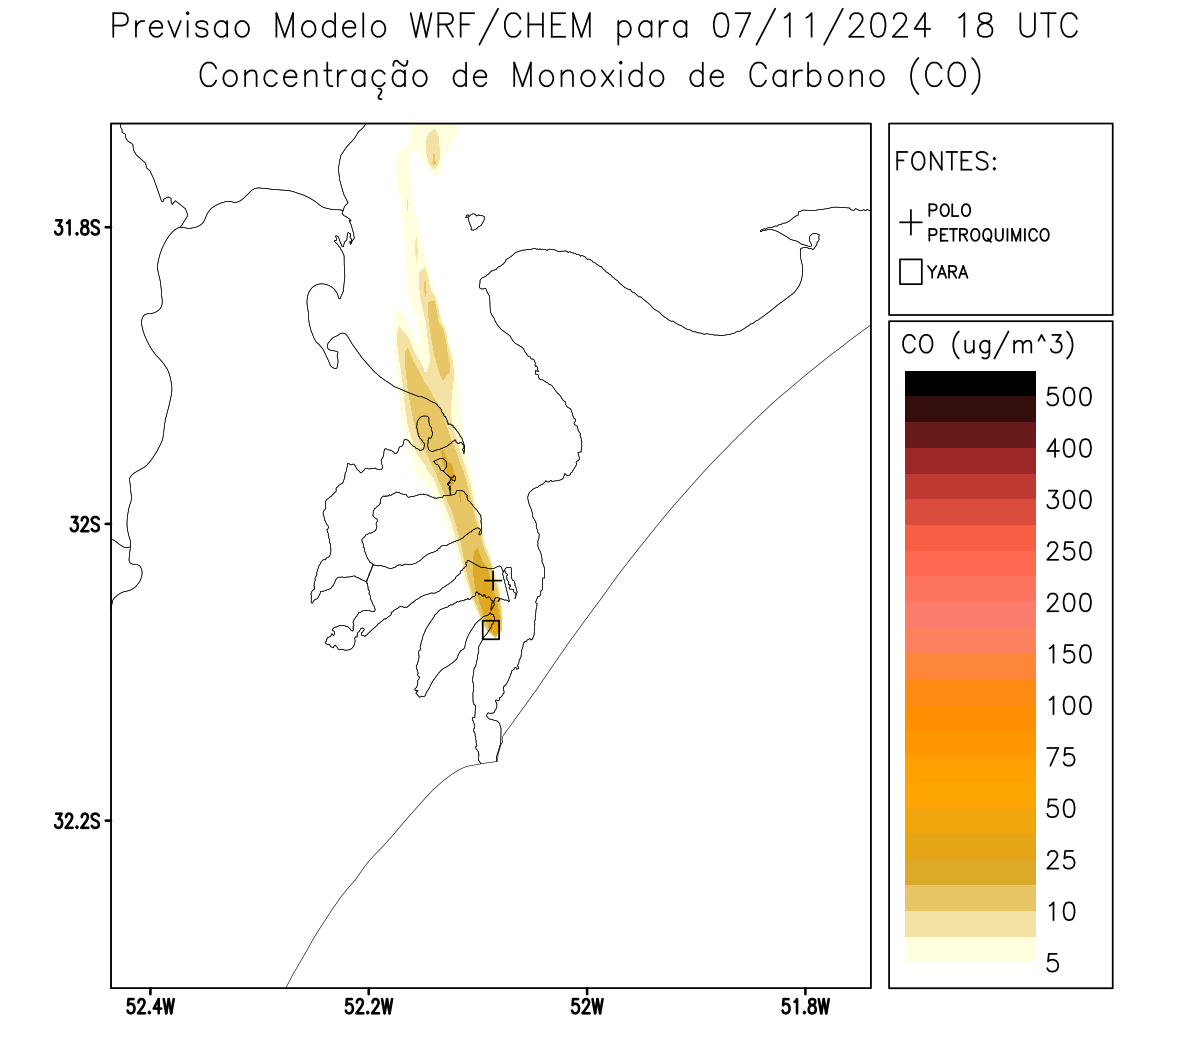 Previsao Modelo WRF/CHEM para 07/11/2024 18 UTC
Concentração de Monoxido de Carbono (CO)
FONTES:
POLO
PETROQUIMICO
YARA
31.8S
32S
32.2S
52.4W
52.2W
52W
51.8W
CO (ug/m^3)
500
400
300
250
200
150
100
75
50
25
10
5